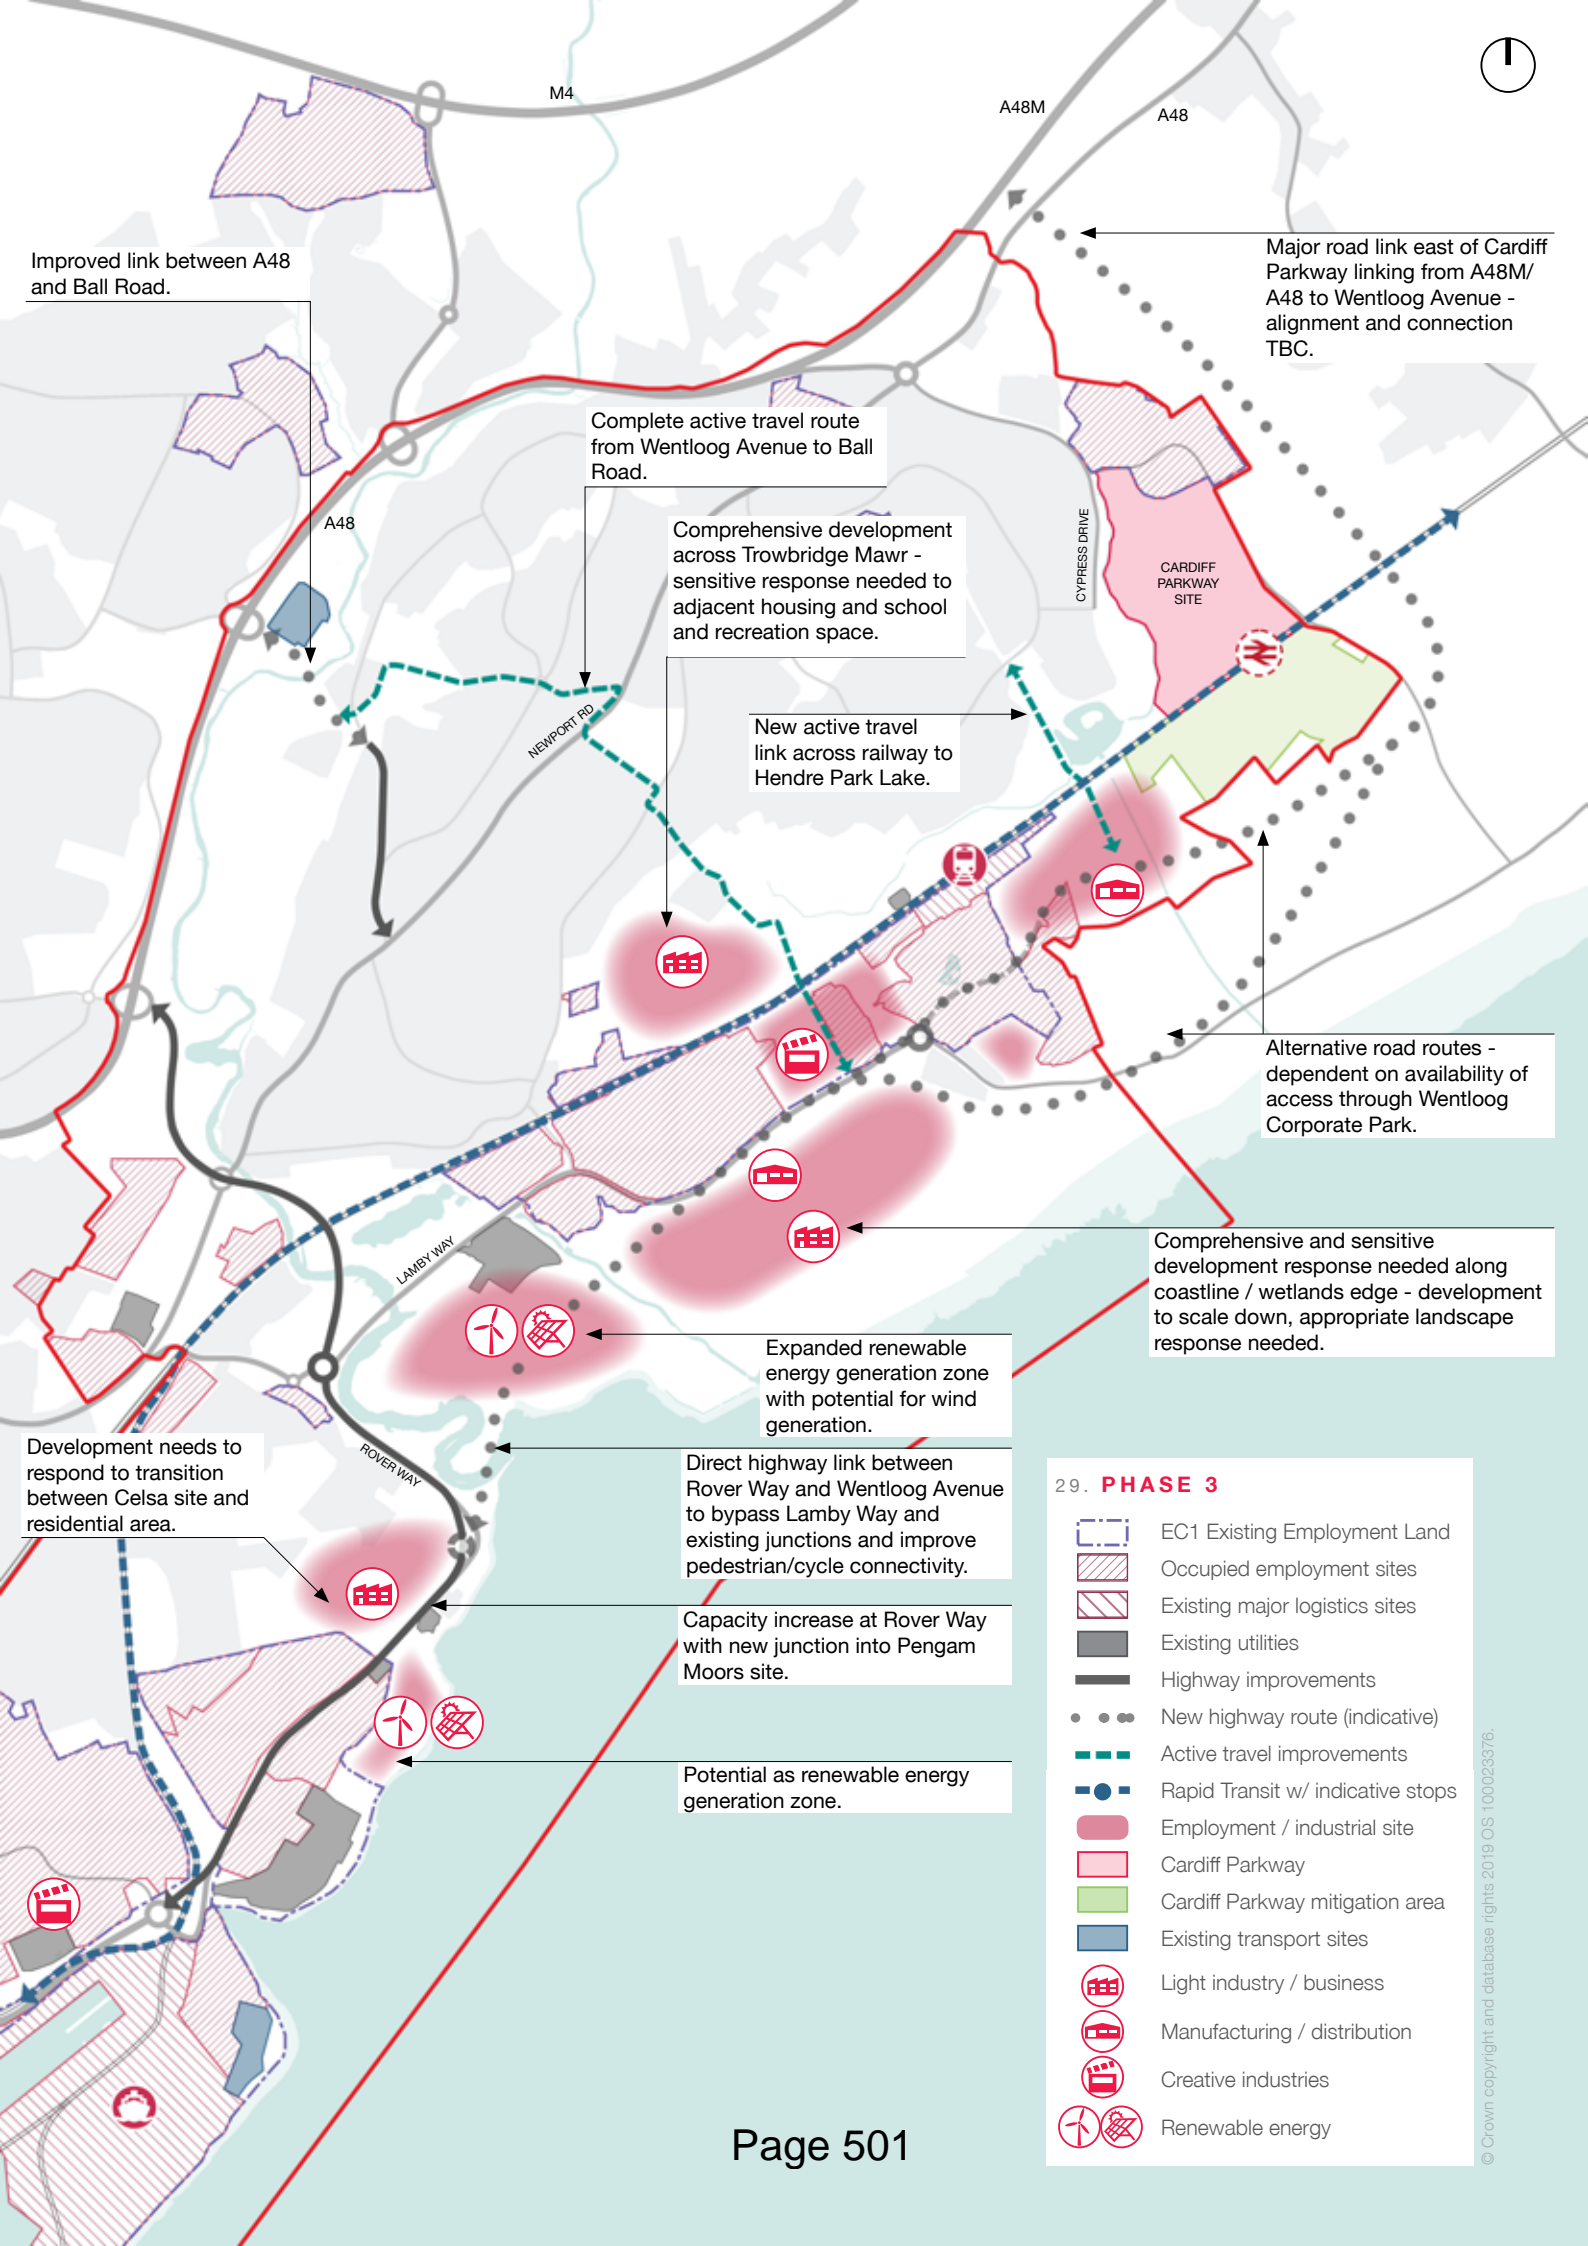 M4
A48M
A48
Improved link between A48
and Ball Road.
Major road link east of Cardiff
Parkway linking from A48M/
A48 to Wentloog Avenue -
alignment and connection
TBC.
Complete active travel route
from Wentloog Avenue to Ball
Road.
A48
Comprehensive development
across Trowbridge Mawr -
sensitive response needed to
adjacent housing and school
and recreation space.
CYPRESS DRIVE
CARDIFF
PARKWAY
SITE
NEWPORT RD
New active travel
link across railway to
Hendre Park Lake.
Alternative road routes -
dependent on availability of
access through Wentloog
Corporate Park.
LAMBY WAY
Comprehensive and sensitive
development response needed along
coastline / wetlands edge - development
to scale down, appropriate landscape
response needed.
Expanded renewable
energy generation zone
with potential for wind
generation.
ROVER WAY
Development needs to
respond to transition
between Celsa site and
residential area.
Direct highway link between
Rover Way and Wentloog Avenue
to bypass Lamby Way and
existing junctions and improve
pedestrian/cycle connectivity.
Capacity increase at Rover Way
with new junction into Pengam
Moors site.
Potential as renewable energy
generation zone.
29. PHASE 3
EC1 Existing Employment Land
Occupied employment sites
Existing major logistics sites
Existing utilities
Highway improvements
New highway route (indicative)
Active travel improvements
Rapid Transit w/ indicative stops
Employment / industrial site
Cardiff Parkway
Cardiff Parkway mitigation area
Existing transport sites
Light industry / business
Manufacturing / distribution
Creative industries
Renewable energy
© Crown copyright and database rights 2019 OS 100023376.
Page 501